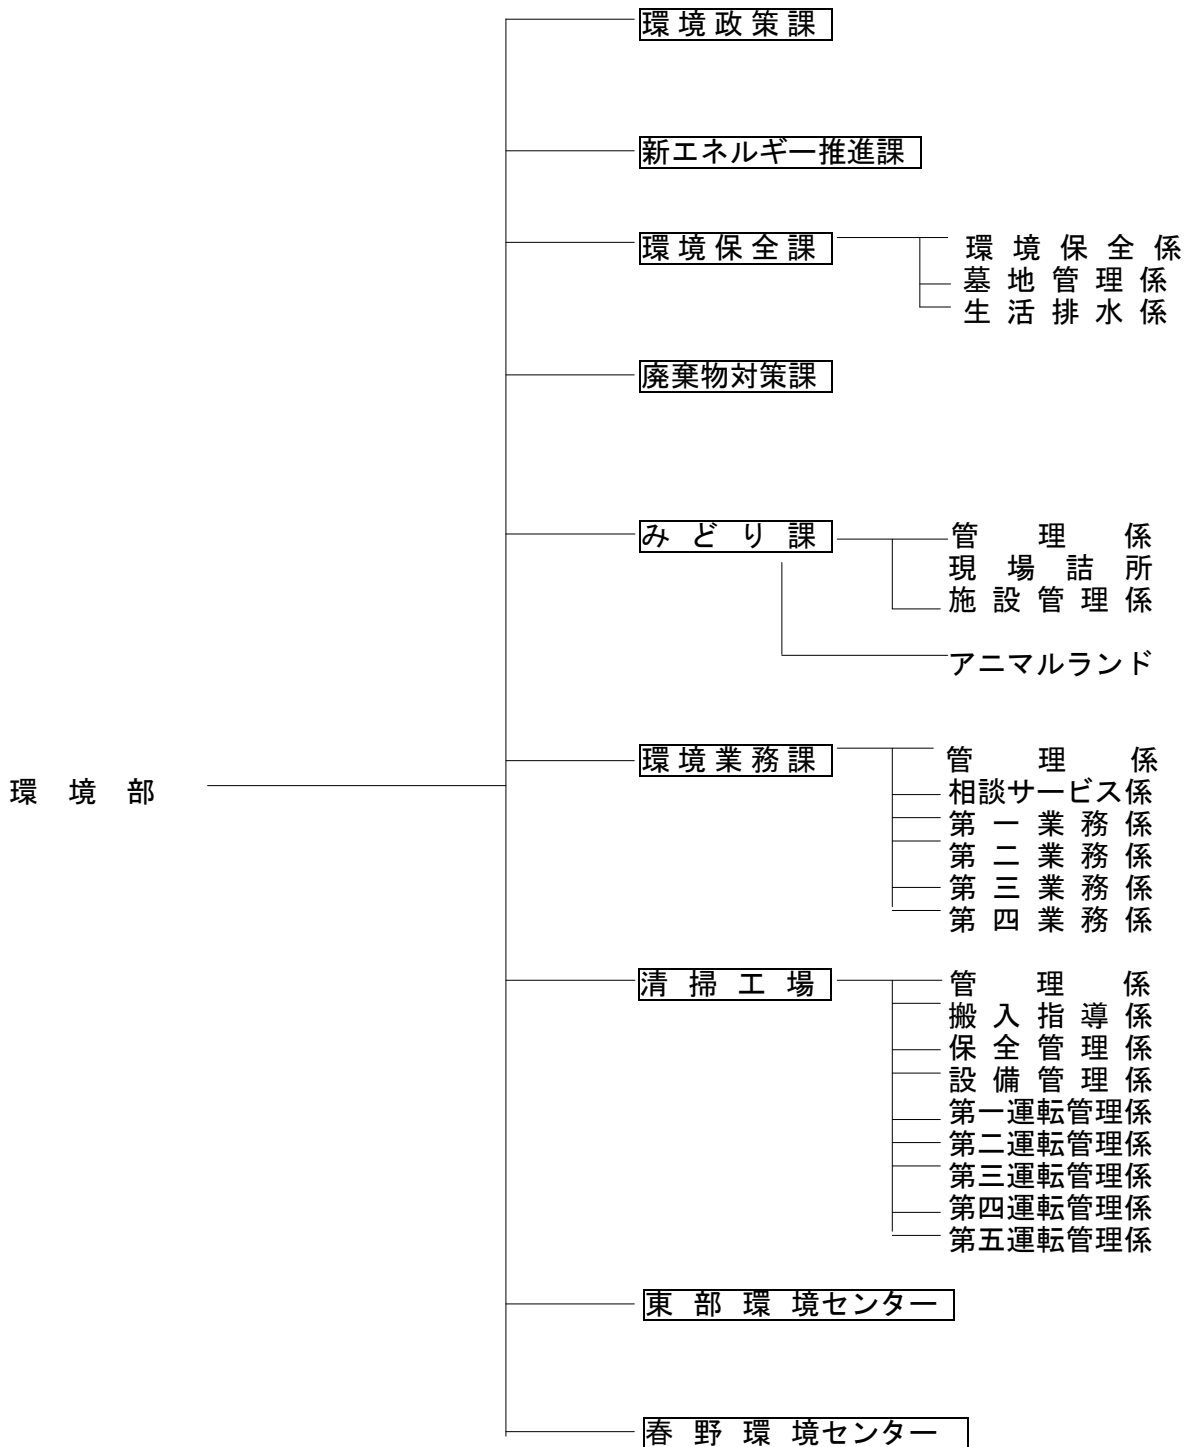 環境政策課
新エネルギー推進課
環境保全課
環境保全係
墓地管理係
生活排水係
廃棄物対策課
みどり課
管理係
現場詰所
施設管理係
アニマルランド
環境部
環境業務課
管理係
相談サービス係
第一業務係
第二業務係
第三業務係
第四業務係
清掃工場
管理係
搬入指導係
保全管理係
設備管理係
第一運転管理係
第二運転管理係
第三運転管理係
第四運転管理係
第五運転管理係
東部環境センター
春野環境センター